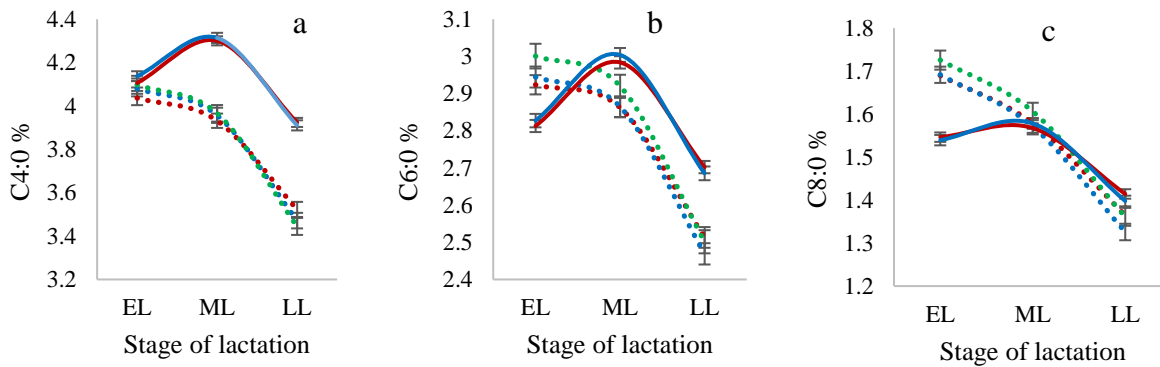 a
C4:0 %
4.4
4.2
4
3.8
3.6
3.4
3.2
EL ML LL
Stage of lactation
b
C6:0 %
3.1
3
2.9
2.8
2.7
2.6
2.5
2.4
EL ML LL
Stage of lactation
c
C8:0 %
1.8
1.7
1.6
1.5
1.4
1.3
1.2
EL ML LL
Stage of lactation